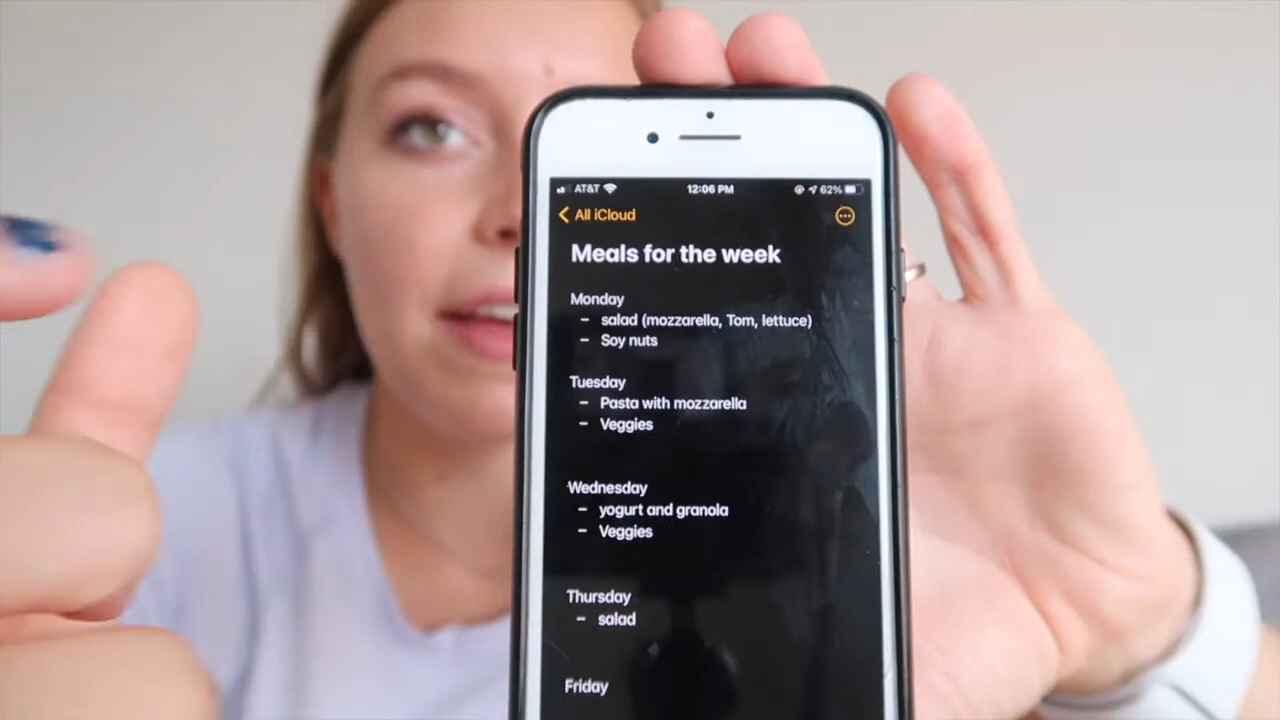 AT&T 12:06 PM 62%
All iCloud
Meals for the week
Monday
- salad (mozzarella, Tom, lettuce)
- Soy nuts
Tuesday
- Pasta with mozzarella
- Veggies
Wednesday
- yogurt and granola
- Veggies
Thursday
- salad
Friday